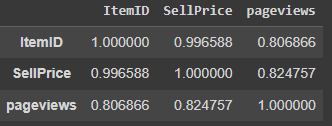 ItemID SellPrice pageviews
ItemID 1.000000 0.996588 0.806866
SellPrice 0.996588 1.000000 0.824757
pageviews 0.806866 0.824757 1.000000